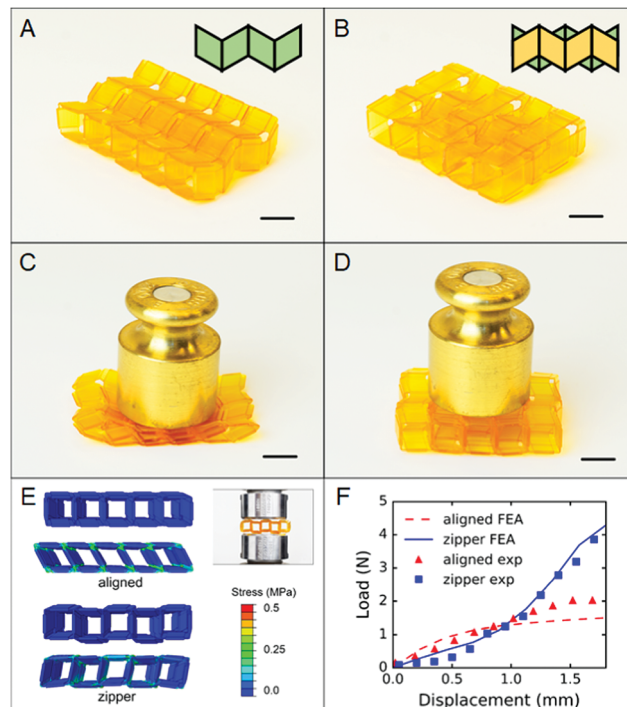 A
B
C
D
E
aligned
zipper
Stress (MPa)
0.5
0.25
0.0
F
aligned FEA
zipper FEA
aligned exp
zipper exp
Load (N)
4
3
2
1
0
0.0
0.5
1.0
1.5
Displacement (mm)